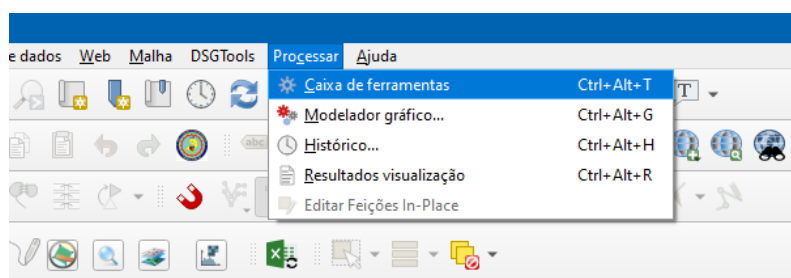 e dados Web Malha DSGTools Processar Ajuda
Caixa de ferramentas Ctrl+Alt+T
Modelador gráfico... Ctrl+Alt+G
Histórico... Ctrl+Alt+H
Resultados visualização Ctrl+Alt+R
Editar Feições In-Place
T
abc